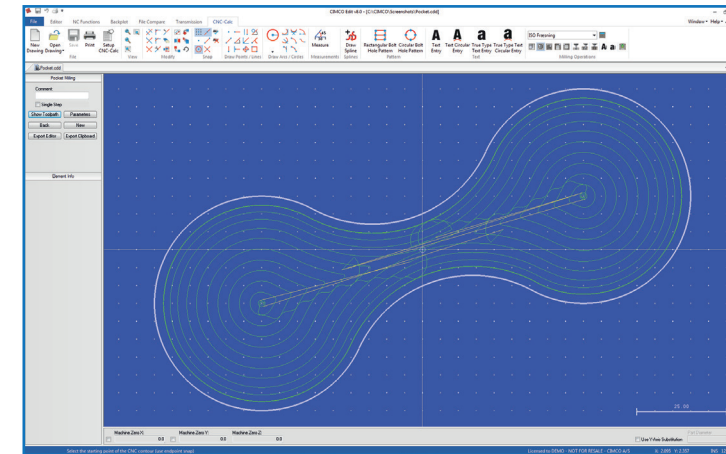 CIMCO Edit v8.0 - [C:\CIMCO\Screenshots\Pocket.cdd]
File Editor NC Functions Backplot File Compare Transmission CNC-Calc Window Help
New Drawing Open Drawing Save Print Setup CNC-Calc
Rectangular Bolt Hole Pattern Circular Bolt Hole Pattern
Measure Draw Spline
Text Entry Text Circular Entry True Type Text Entry True Type Text Circular Entry
ISO Fræsning
File View Modify Snap Draw Points / Lines Draw Arcs / Circles Measurements Splines Pattern Text Milling Operations
Pocket.cdd
Pocket Milling
Comment:
Single Step
Show Toolpath Parameters
Back New
Export Editor Export Clipboard
Element Info
25.00
Machine Zero X: Machine Zero Y: Machine Zero Z:
0.0 0.0 0.0
Use Y-Axis Substitution
Select the starting point of the CNC contour (use endpoint snap) Licensed to DEMO - NOT FOR RESALE - CIMCO A/S
INS